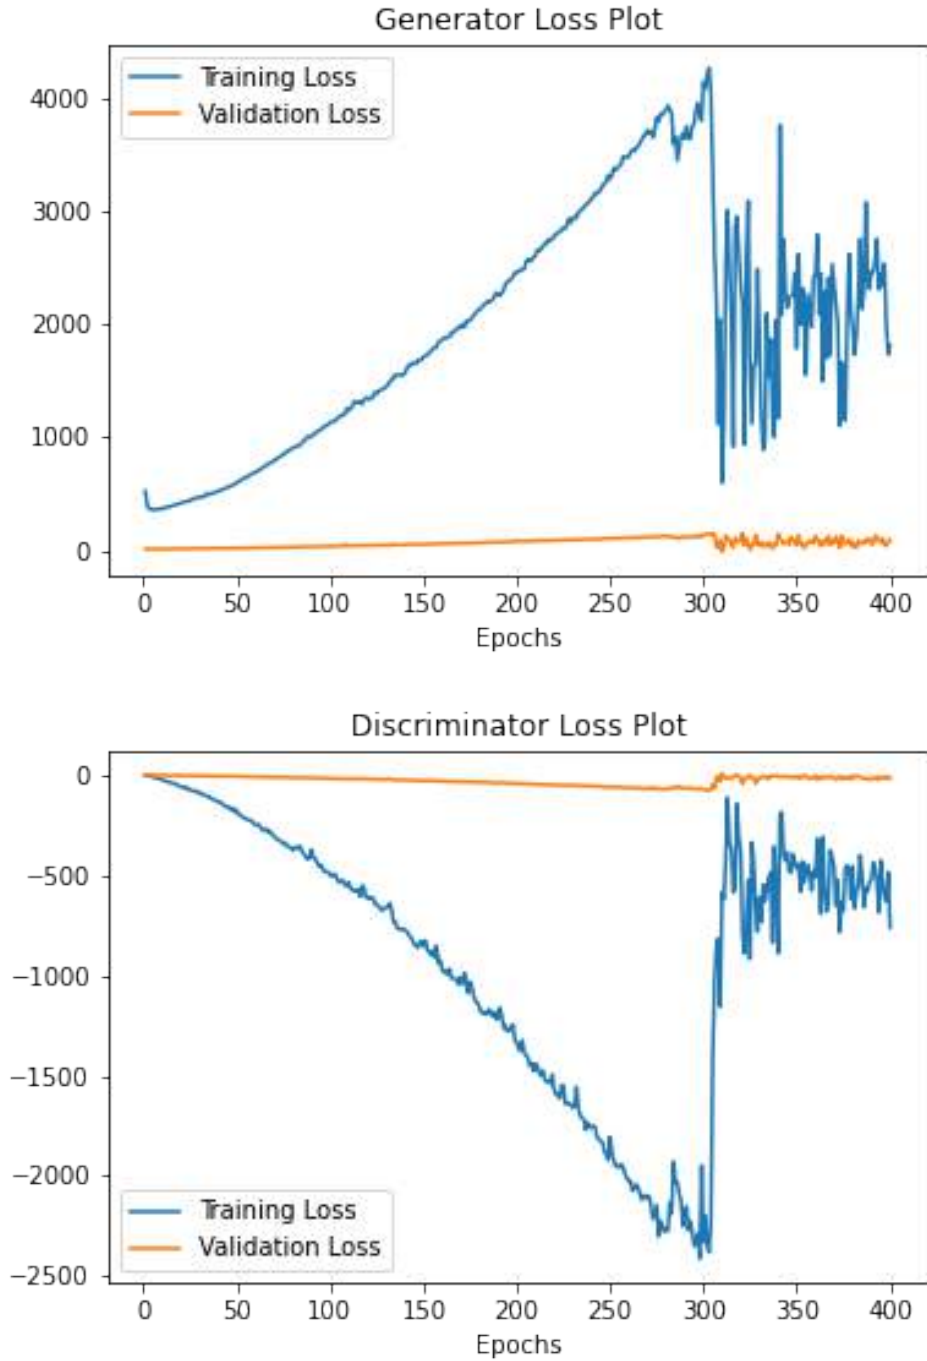 Generator Loss Plot
Training Loss
Validation Loss
4000
3000
2000
1000
0
0 50 100 150 200 250 300 350 400
Epochs
Discriminator Loss Plot
0
−500
−1000
−1500
−2000
−2500
Training Loss
Validation Loss
0 50 100 150 200 250 300 350 400
Epochs